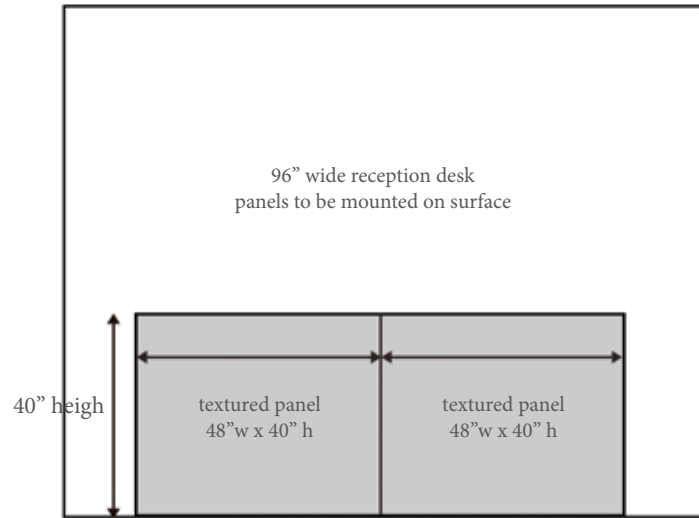 96” wide reception desk
panels to be mounted on surface
40” heigh
textured panel
48”w x 40” h
textured panel
48”w x 40” h